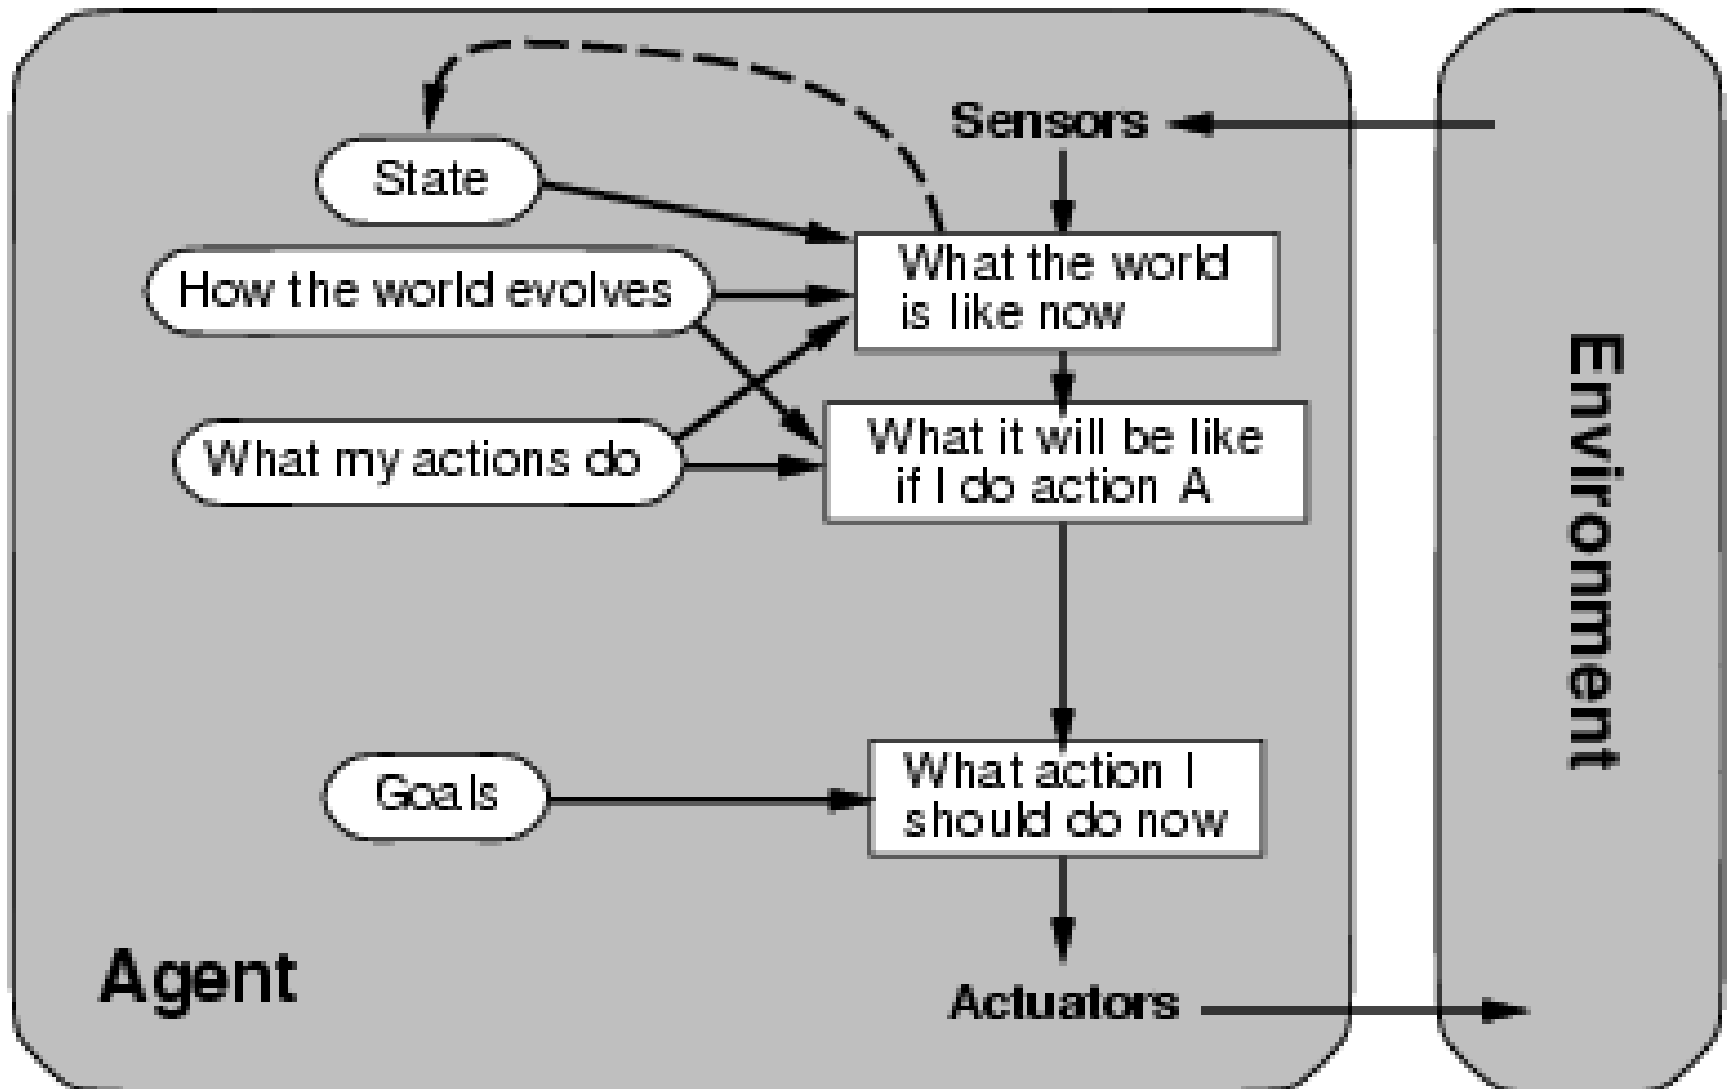 Sensors
State
What the world
is like now
How the world evolves
What it will be like
if I do action A
What my actions do
Environment
What action I
should do now
Goals
Agent
Actuators